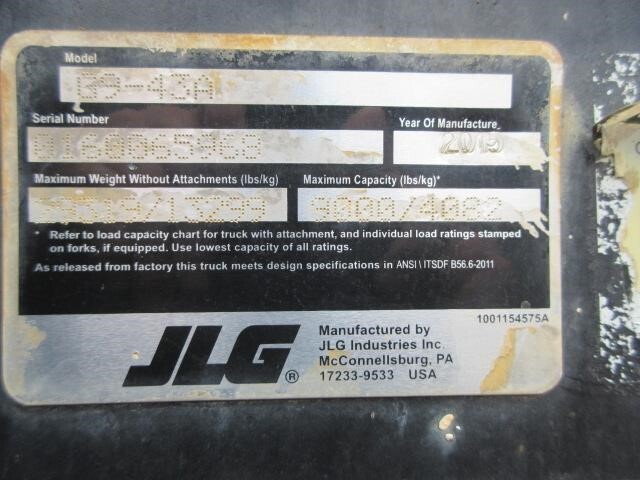 Model
G9-43A
Serial Number
Year Of Manufacture
Maximum Weight Without Attachments (lbs/kg)
Maximum Capacity (lbs/kg)*
9000/4082
* Refer to load capacity chart for truck with attachment, and individual load ratings stamped
on forks, if equipped. Use lowest capacity of all ratings.
As released from factory this truck meets design specifications in ANSI \ ITSDF B56.6-2011
1001154575A
JLG ®
Manufactured by
JLG Industries Inc.
McConnellsburg, PA
17233-9533 USA